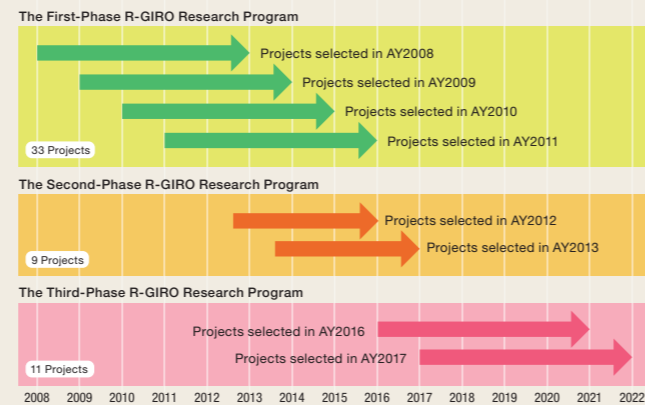 The First-Phase R-GIRO Research Program
Projects selected in AY2008
Projects selected in AY2009
Projects selected in AY2010
Projects selected in AY2011
33 Projects
The Second-Phase R-GIRO Research Program
Projects selected in AY2012
Projects selected in AY2013
9 Projects
The Third-Phase R-GIRO Research Program
Projects selected in AY2016
Projects selected in AY2017
11 Projects
2008 2009 2010 2011 2012 2013 2014 2015 2016 2017 2018 2019 2020 2021 2022